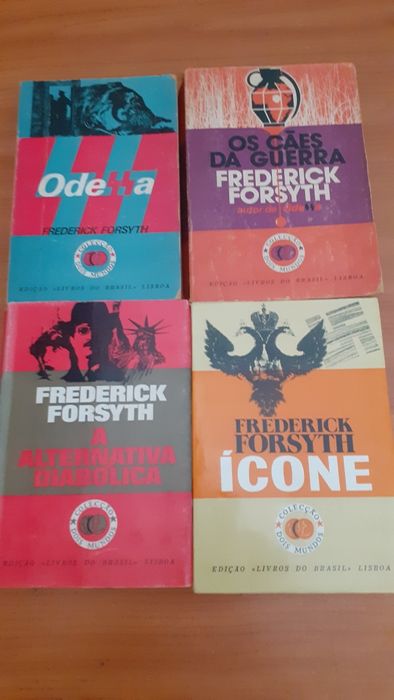 Odessa
FREDERICK FORSYTH
COLECÇÃO
DOIS MUNDOS
EDIÇÃO «LIVROS DO BRASIL» LISBOA
OS CÃES
DA GUERRA
FREDERICK
FORSYTH
autor de Odessa
COLECÇÃO
DOIS MUNDOS
EDIÇÃO «LIVROS DO BRASIL» LISBOA
FREDERICK
FORSYTH
A
ALTERNATIVA
DIABÓLICA
COLECÇÃO
DOIS MUNDOS
EDIÇÃO «LIVROS DO BRASIL» LISBOA
FREDERICK
FORSYTH
ÍCONE
COLECÇÃO
DOIS MUNDOS
EDIÇÃO «LIVROS DO BRASIL» LISBOA